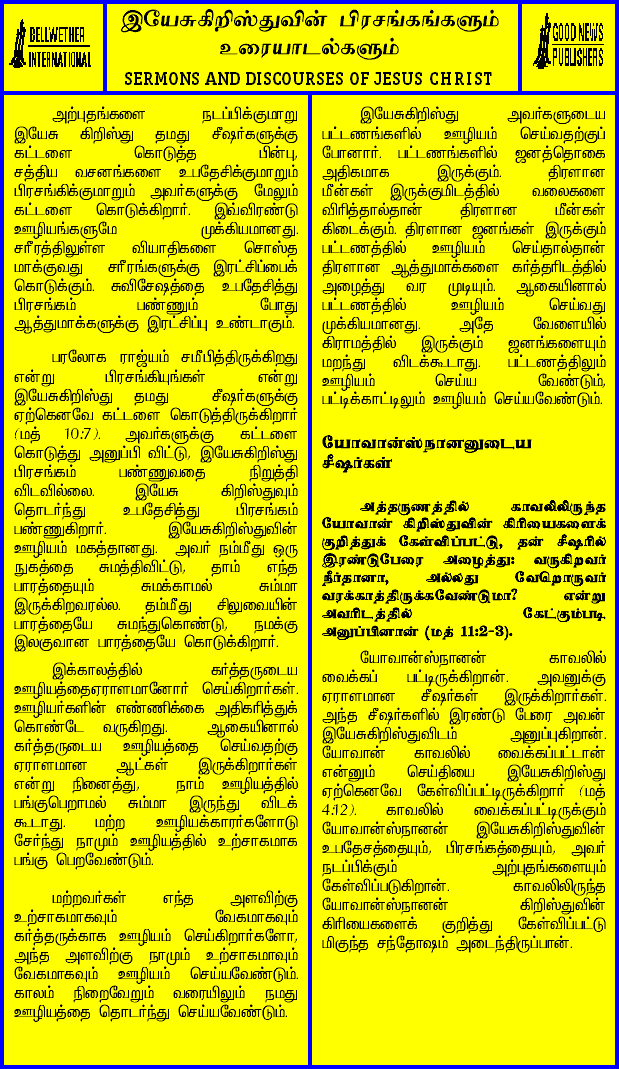 BELLWETHER
INTERNATIONAL
இயேசுகிறிஸ்துவின் பிரசங்கங்களும்
உரையாடல்களும்
SERMONS AND DISCOURSES OF JESUS CHRIST
GOOD NEWS
PUBLISHERS
அற்புதங்களை நடப்பிக்குமாறு
இயேசு கிறிஸ்து தமது சீஷர்களுக்கு
கட்டளை கொடுத்த பின்பு,
சத்திய வசனங்களை உபதேசிக்குமாறும்
பிரசங்கிக்குமாறும் அவர்களுக்கு மேலும்
கட்டளை கொடுக்கிறார். இவ்விரண்டு
ஊழியங்களுமே முக்கியமானது.
சரீரத்திலுள்ள வியாதிகளை சொஸ்த
மாக்குவது சரீரங்களுக்கு இரட்சிப்பைக்
கொடுக்கும். சுவிசேஷத்தை உபதேசித்து
பிரசங்கம் பண்ணும் போது
ஆத்துமாக்களுக்கு இரட்சிப்பு உண்டாகும்.
பரலோக ராஜ்யம் சமீபித்திருக்கிறது
என்று பிரசங்கியுங்கள் என்று
இயேசுகிறிஸ்து தமது சீஷர்களுக்கு
ஏற்கெனவே கட்டளை கொடுத்திருக்கிறார்
(மத் 10:7). அவர்களுக்கு கட்டளை
கொடுத்து அனுப்பி விட்டு, இயேசுகிறிஸ்து
பிரசங்கம் பண்ணுவதை நிறுத்தி
விடவில்லை. இயேசு கிறிஸ்துவும்
தொடர்ந்து உபதேசித்து பிரசங்கம்
பண்ணுகிறார். இயேசுகிறிஸ்துவின்
ஊழியம் மகத்தானது. அவர் நம்மீது ஒரு
நுகத்தை சுமத்திவிட்டு, தாம் எந்த
பாரத்தையும் சுமக்காமல் சும்மா
இருக்கிறவரல்ல. தம்மீது சிலுவையின்
பாரத்தையே சுமந்துகொண்டு, நமக்கு
இலகுவான பாரத்தையே கொடுக்கிறார்.
இக்காலத்தில் கர்த்தருடைய
ஊழியத்தைஏராளமானோர் செய்கிறார்கள்.
ஊழியர்களின் எண்ணிக்கை அதிகரித்துக்
கொண்டே வருகிறது. ஆகையினால்
கர்த்தருடைய ஊழியத்தை செய்வதற்கு
ஏராளமான ஆட்கள் இருக்கிறார்கள்
என்று நினைத்து, நாம் ஊழியத்தில்
பங்குபெறாமல் சும்மா இருந்து விடக்
கூடாது. மற்ற ஊழியக்காரர்களோடு
சேர்ந்து நாமும் ஊழியத்தில் உற்சாகமாக
பங்கு பெறவேண்டும்.
மற்றவர்கள் எந்த அளவிற்கு
உற்சாகமாகவும் வேகமாகவும்
கர்த்தருக்காக ஊழியம் செய்கிறார்களோ,
அந்த அளவிற்கு நாமும் உற்சாகமாவும்
வேகமாகவும் ஊழியம் செய்யவேண்டும்.
காலம் நிறைவேறும் வரையிலும் நமது
ஊழியத்தை தொடர்ந்து செய்யவேண்டும்.
இயேசுகிறிஸ்து அவர்களுடைய
பட்டணங்களில் ஊழியம் செய்வதற்குப்
போனார். பட்டணங்களில் ஜனத்தொகை
அதிகமாக இருக்கும். திரளான
மீன்கள் இருக்குமிடத்தில் வலைகளை
விரித்தால்தான் திரளான மீன்கள்
கிடைக்கும். திரளான ஜனங்கள் இருக்கும்
பட்டணத்தில் ஊழியம் செய்தால்தான்
திரளான ஆத்துமாக்களை கர்த்தரிடத்தில்
அழைத்து வர முடியும். ஆகையினால்
பட்டணத்தில் ஊழியம் செய்வது
முக்கியமானது. அதே வேளையில்
கிராமத்தில் இருக்கும் ஜனங்களையும்
மறந்து விடக்கூடாது. பட்டணத்திலும்
ஊழியம் செய்ய வேண்டும்,
பட்டிக்காட்டிலும் ஊழியம் செய்யவேண்டும்.
யோவான்ஸ்நானனுடைய
சீஷர்கள்
அத்தருணத்தில் காவலிலிருந்த
யோவான் கிறிஸ்துவின் கிரியைகளைக்
குறித்துக் கேள்விப்பட்டு, தன் சீஷரில்
இரண்டுபேரை அழைத்து: வருகிறவர்
நீர்தானா, அல்லது வேறொருவர்
வரக்காத்திருக்கவேண்டுமா? என்று
அவரிடத்தில் கேட்கும்படி
அனுப்பினான் (மத் 11:2-3).
யோவான்ஸ்நானன் காவலில்
வைக்கப் பட்டிருக்கிறான். அவனுக்கு
ஏராளமான சீஷர்கள் இருக்கிறார்கள்.
அந்த சீஷர்களில் இரண்டு பேரை அவன்
இயேசுகிறிஸ்துவிடம் அனுப்புகிறான்.
யோவான் காவலில் வைக்கப்பட்டான்
என்னும் செய்தியை இயேசுகிறிஸ்து
ஏற்கெனவே கேள்விப்பட்டிருக்கிறார் (மத்
4:12). காவலில் வைக்கப்பட்டிருக்கும்
யோவான்ஸ்நானன் இயேசுகிறிஸ்துவின்
உபதேசத்தையும், பிரசங்கத்தையும், அவர்
நடப்பிக்கும் அற்புதங்களையும்
கேள்விப்படுகிறான். காவலிலிருந்த
யோவான்ஸ்நானன் கிறிஸ்துவின்
கிரியைகளைக் குறித்து கேள்விப்பட்டு
மிகுந்த சந்தோஷம் அடைந்திருப்பான்.